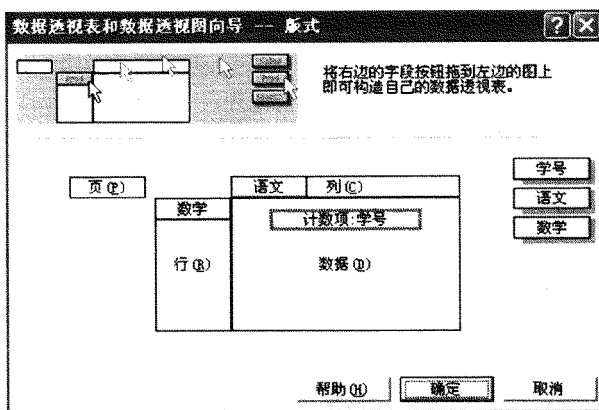 数据透视表和数据透视图向导 -- 版式
将右边的字段按钮拖到左边的图上
即可构造自己的数据透视表。
学号
页(P)
语文 列(C)
语文
数学
计数项:学号
数学
行(R)
数据(D)
帮助(H) 确定 取消